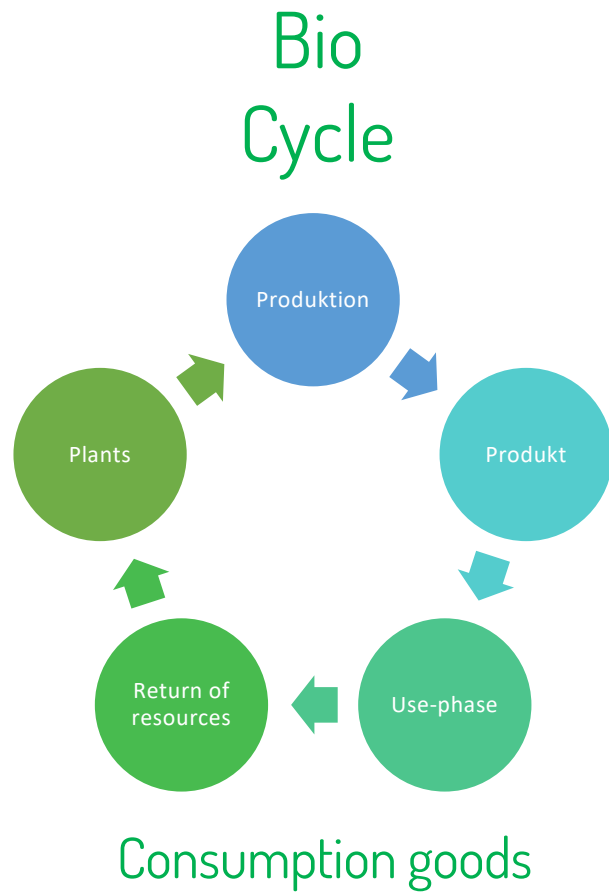 Bio
Cycle
Produktion
Produkt
Use-phase
Return of
resources
Plants
Consumption goods